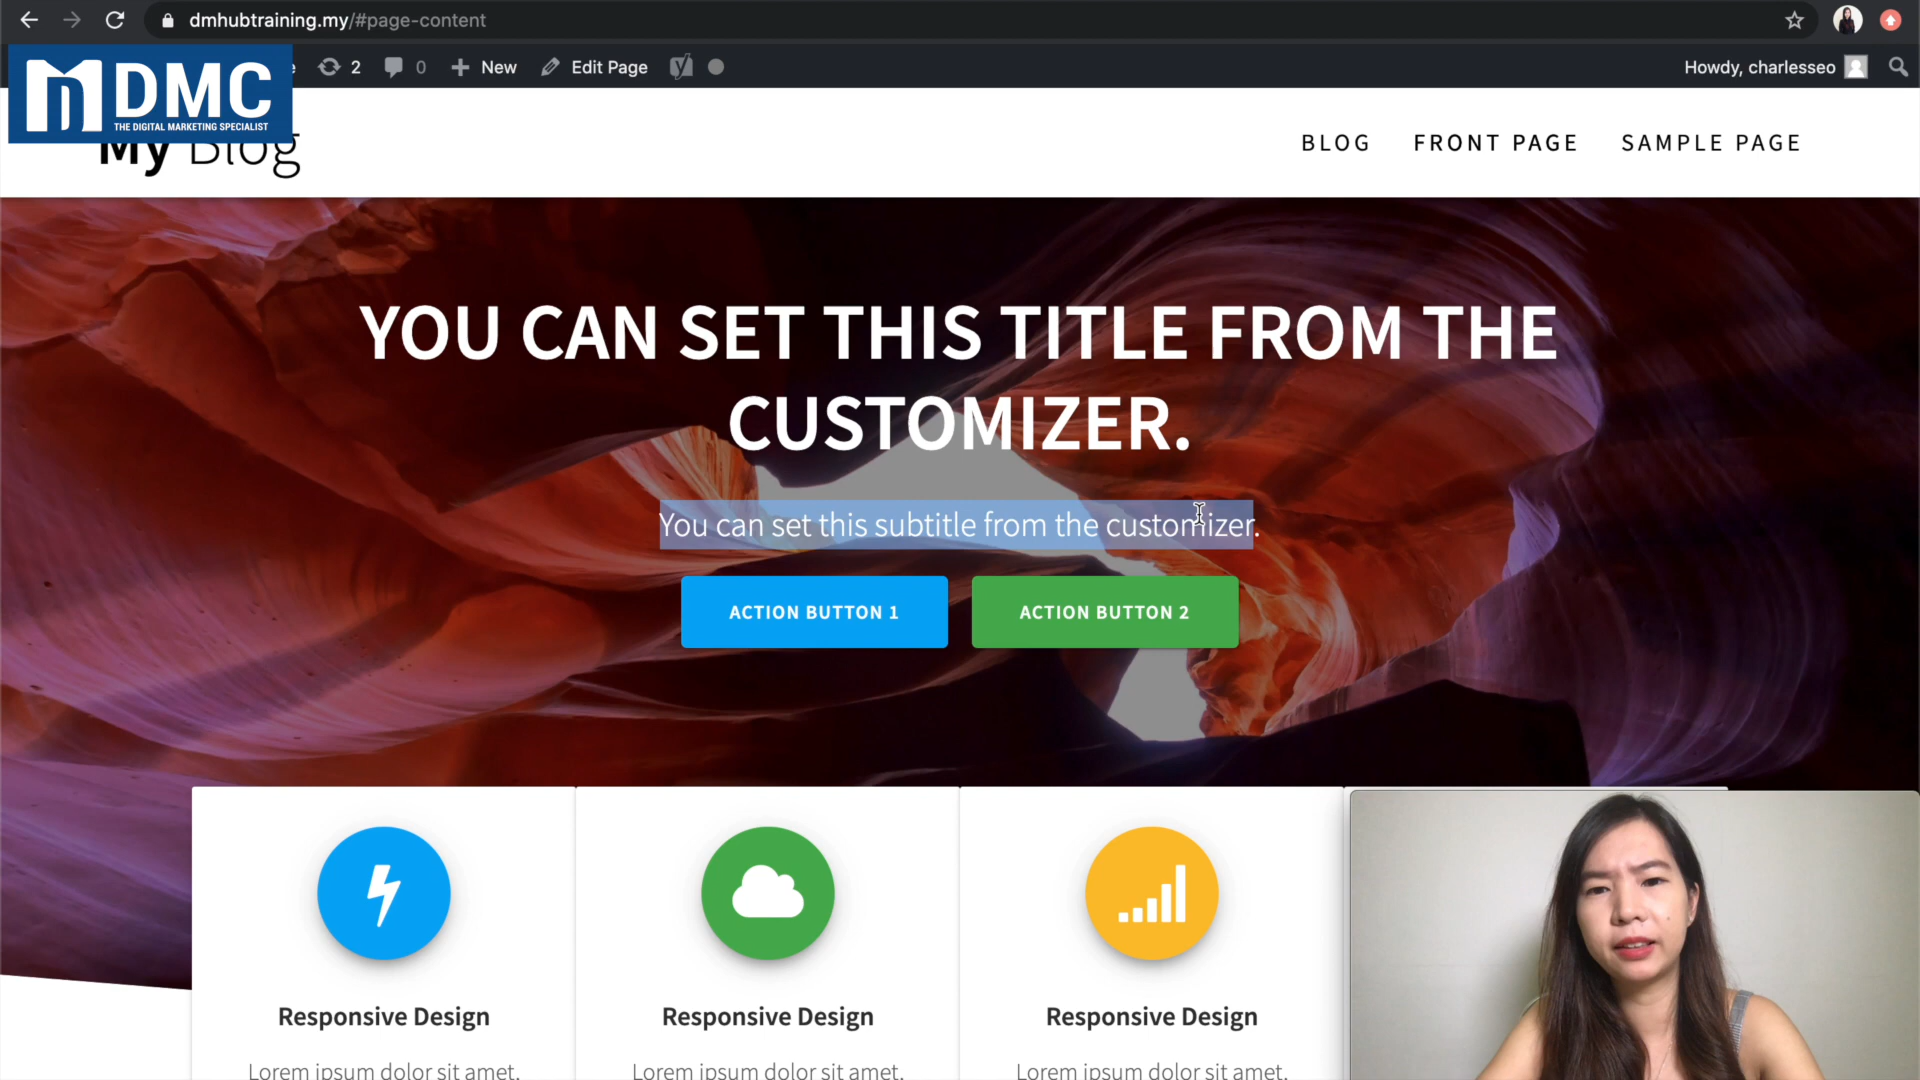 dmhubtraining.my/#page-content
DMC
THE DIGITAL MARKETING SPECIALIST
2
0
New
Edit Page
Howdy, charlesseo
My Blog
BLOG
FRONT PAGE
SAMPLE PAGE
YOU CAN SET THIS TITLE FROM THE
CUSTOMIZER.
You can set this subtitle from the customizer.
ACTION BUTTON 1
ACTION BUTTON 2
Responsive Design
Lorem ipsum dolor sit amet,
Responsive Design
Lorem ipsum dolor sit amet,
Responsive Design
Lorem ipsum dolor sit amet,